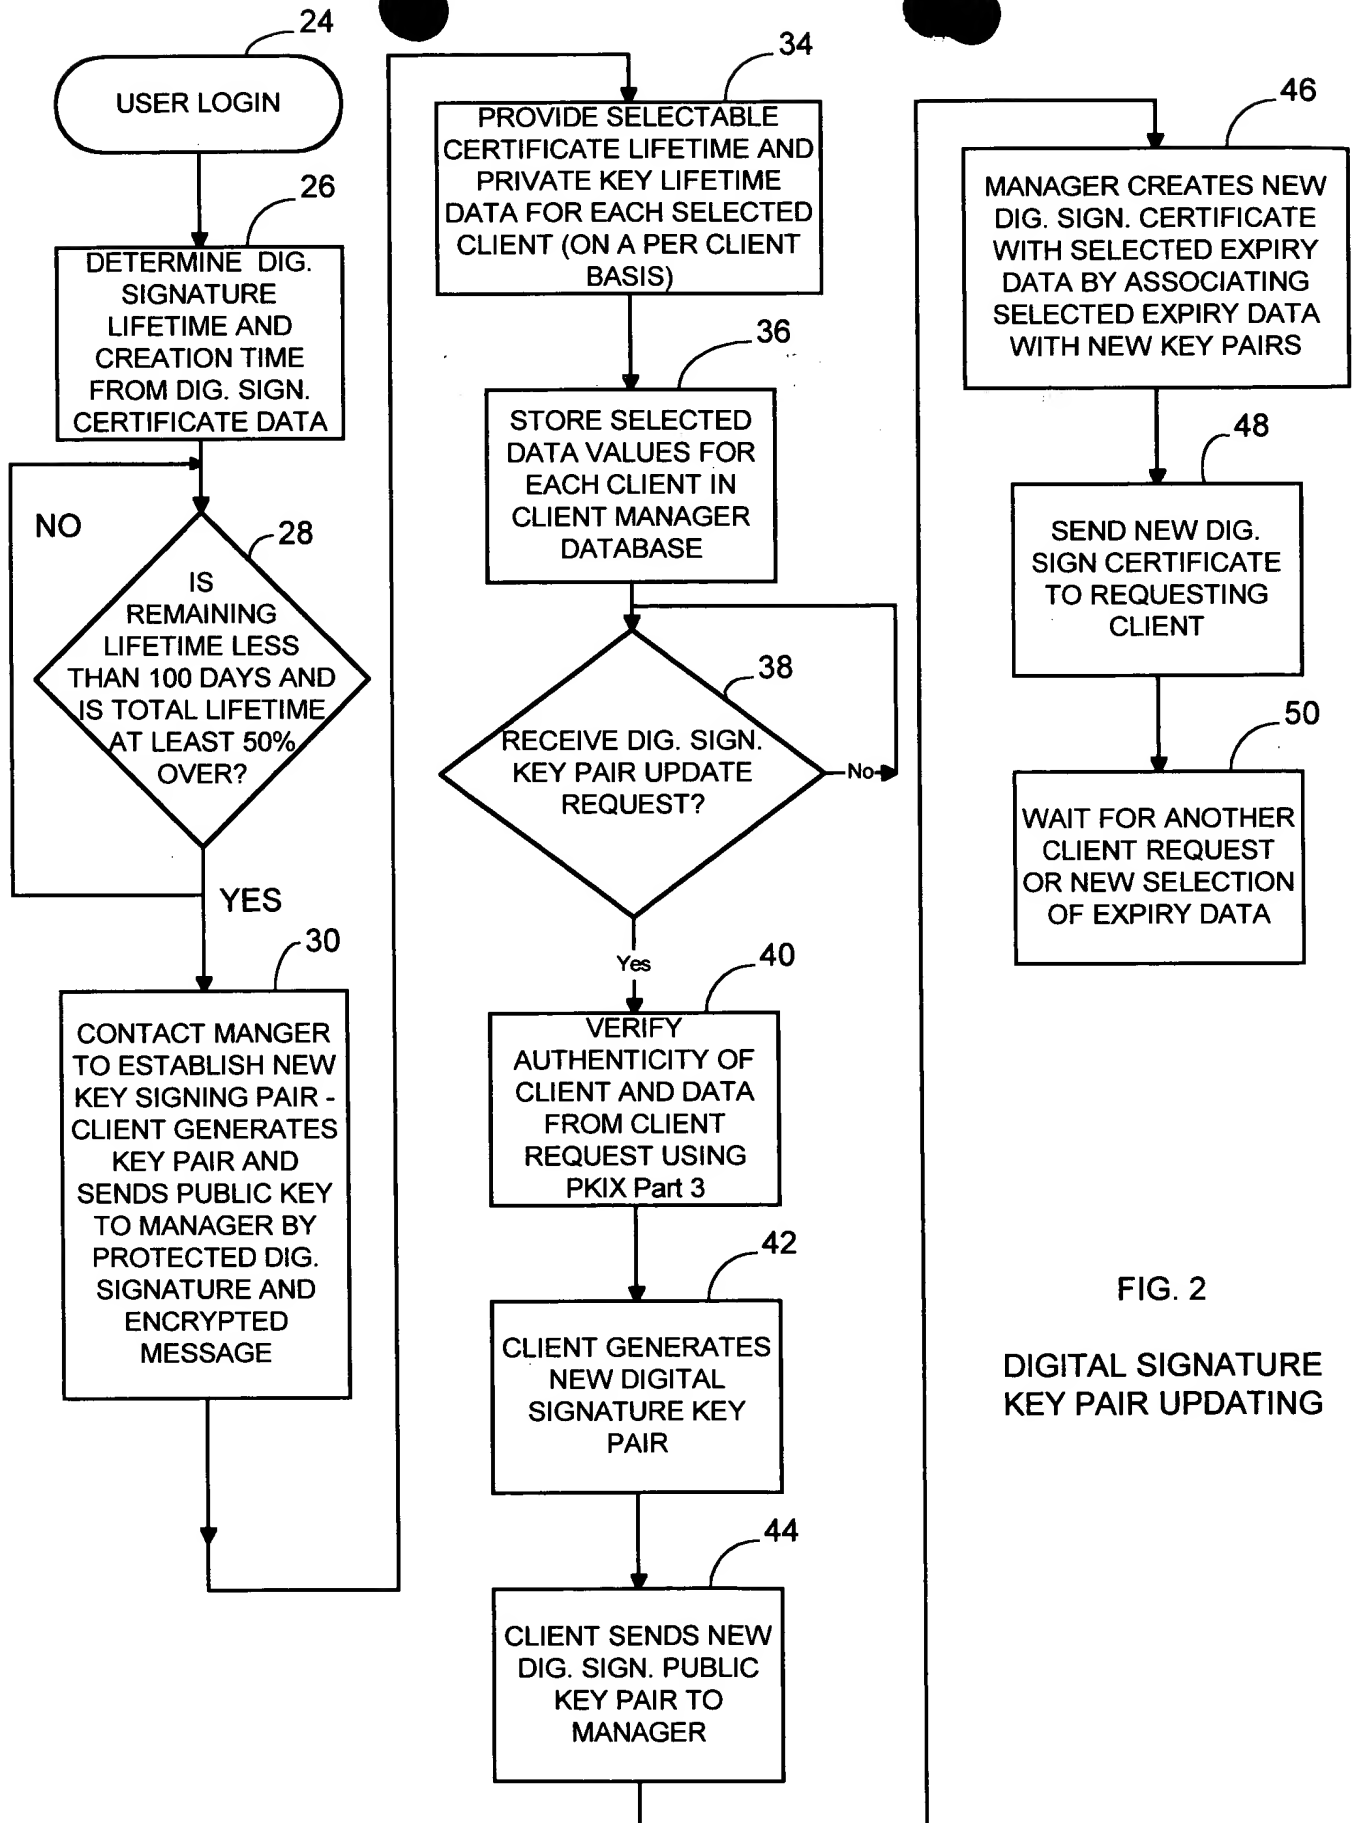 24
USER LOGIN
26
DETERMINE DIG.
SIGNATURE
LIFETIME AND
CREATION TIME
FROM DIG. SIGN.
CERTIFICATE DATA
NO
28
IS
REMAINING
LIFETIME LESS
THAN 100 DAYS AND
IS TOTAL LIFETIME
AT LEAST 50%
OVER?
YES
30
CONTACT MANGER
TO ESTABLISH NEW
KEY SIGNING PAIR -
CLIENT GENERATES
KEY PAIR AND
SENDS PUBLIC KEY
TO MANAGER BY
PROTECTED DIG.
SIGNATURE AND
ENCRYPTED
MESSAGE
34
PROVIDE SELECTABLE
CERTIFICATE LIFETIME AND
PRIVATE KEY LIFETIME
DATA FOR EACH SELECTED
CLIENT (ON A PER CLIENT
BASIS)
36
STORE SELECTED
DATA VALUES FOR
EACH CLIENT IN
CLIENT MANAGER
DATABASE
38
RECEIVE DIG. SIGN.
KEY PAIR UPDATE
REQUEST?
No
Yes
40
VERIFY
AUTHENTICITY OF
CLIENT AND DATA
FROM CLIENT
REQUEST USING
PKIX Part 3
42
CLIENT GENERATES
NEW DIGITAL
SIGNATURE KEY
PAIR
44
CLIENT SENDS NEW
DIG. SIGN. PUBLIC
KEY PAIR TO
MANAGER
46
MANAGER CREATES NEW
DIG. SIGN. CERTIFICATE
WITH SELECTED EXPIRY
DATA BY ASSOCIATING
SELECTED EXPIRY DATA
WITH NEW KEY PAIRS
48
SEND NEW DIG.
SIGN CERTIFICATE
TO REQUESTING
CLIENT
50
WAIT FOR ANOTHER
CLIENT REQUEST
OR NEW SELECTION
OF EXPIRY DATA
FIG. 2
DIGITAL SIGNATURE
KEY PAIR UPDATING